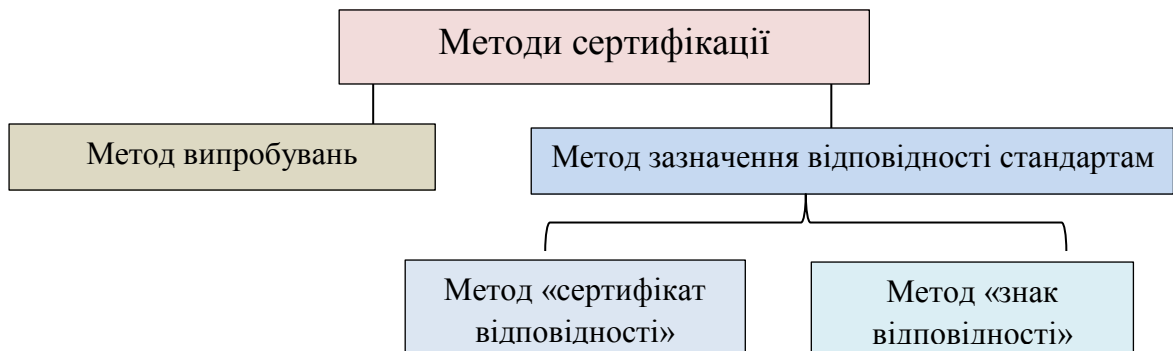 Методи сертифікації
Метод випробувань
Метод зазначення відповідності стандартам
Метод «сертифікат
відповідності»
Метод «знак
відповідності»